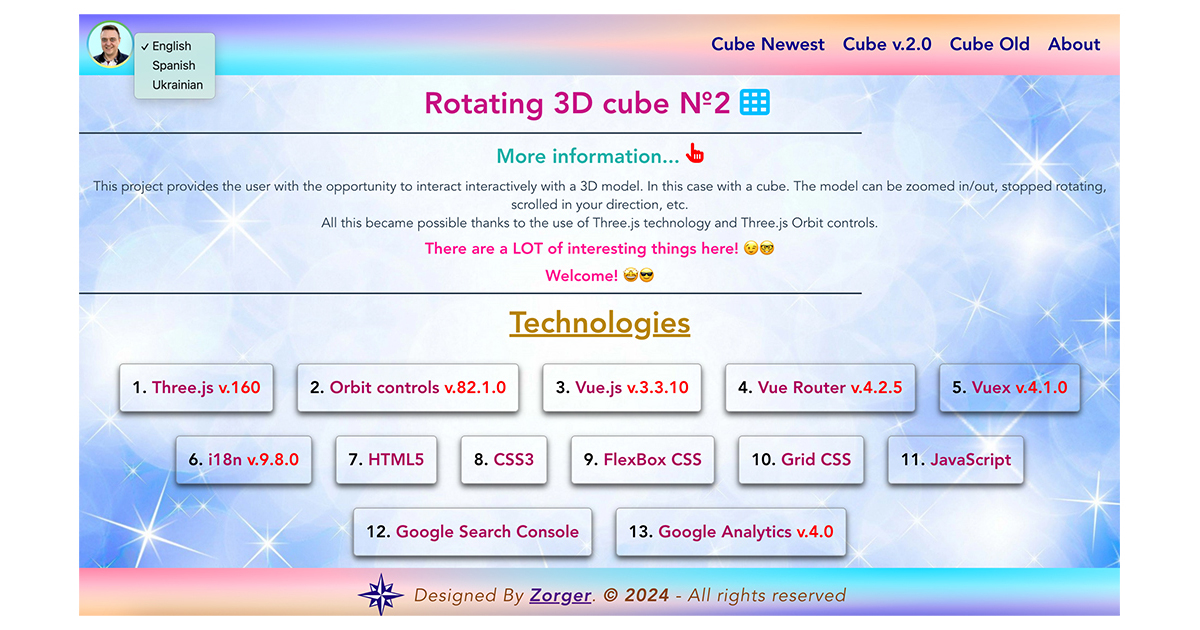 ✓ English
Spanish
Ukrainian
Cube Newest Cube v.2.0 Cube Old About
Rotating 3D cube №2
More information...
This project provides the user with the opportunity to interact interactively with a 3D model. In this case with a cube. The model can be zoomed in/out, stopped rotating,
scrolled in your direction, etc.
All this became possible thanks to the use of Three.js technology and Three.js Orbit controls.
There are a LOT of interesting things here! 😉🤓
Welcome! 🤩😎
Technologies
1. Three.js v.160 2. Orbit controls v.82.1.0 3. Vue.js v.3.3.10 4. Vue Router v.4.2.5 5. Vuex v.4.1.0
6. i18n v.9.8.0 7. HTML5 8. CSS3 9. FlexBox CSS 10. Grid CSS 11. JavaScript
12. Google Search Console 13. Google Analytics v.4.0
Designed By Zorger. © 2024 - All rights reserved